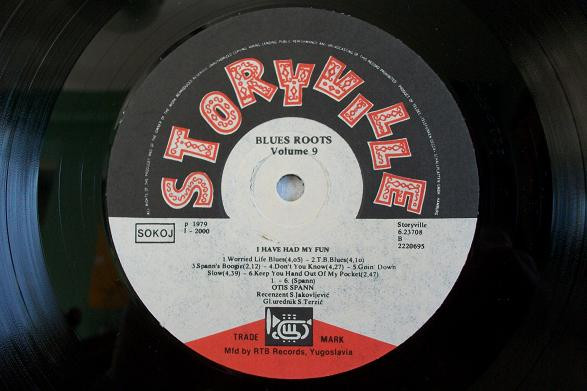 STORYVILLE
BLUES ROOTS
Volume 9
SOKOJ
p 1979
I - 2000
Storyville
6.23708
B
2220695
I HAVE HAD MY FUN
1.Worried Life Blues(4,05) - 2.T.B.Blues(4,10)
3.Spann's Boogie(2,12) - 4.Don't You Know(4,27) - 5.Goin' Down
Slow(4,39) - 6.Keep You Hand Out Of My Pocket(2,47)
1. - 6. (Spann)
OTIS SPANN
Recenzent S.Jakovljević
Gl.urednik S.Terzić
TRADE MARK
Mfd by RTB Records, Yugoslavia